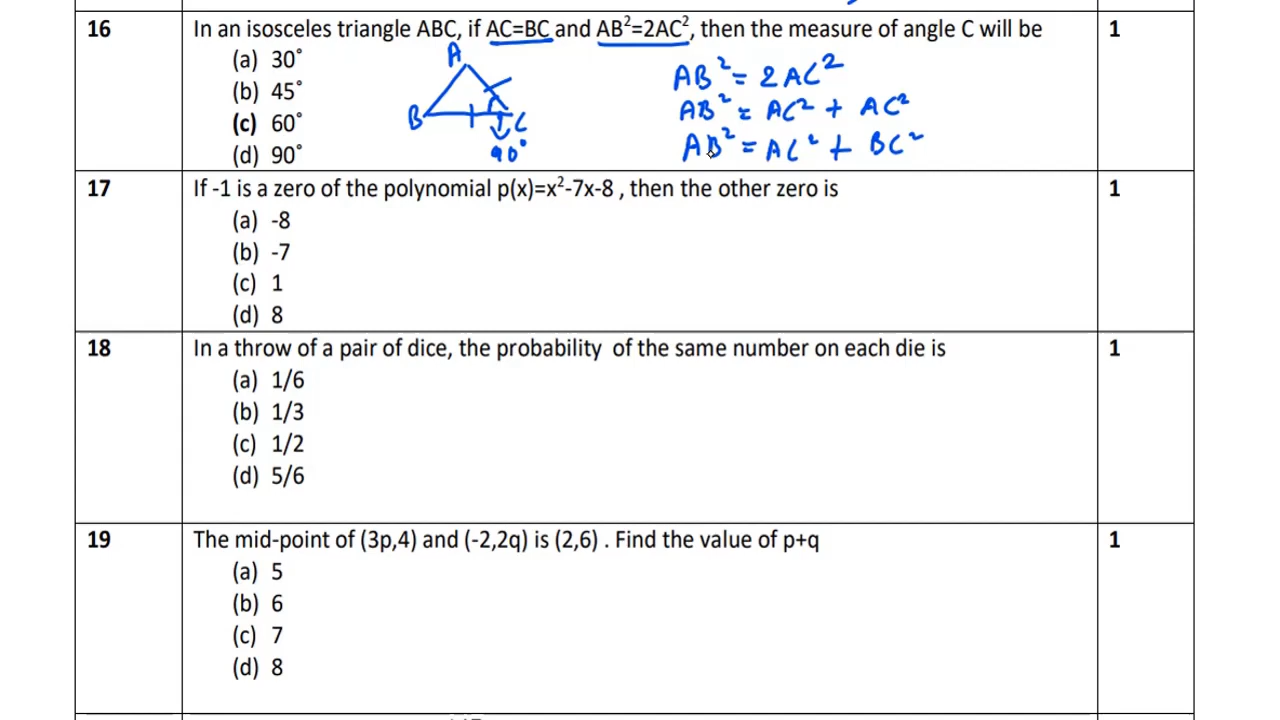 16 In an isosceles triangle ABC, if AC=BC and AB²=2AC², then the measure of angle C will be 1
(a) 30°
(b) 45°
(c) 60°
(d) 90°
A
B
C
90°
AB² = 2AC²
AB² = AC² + AC²
AB² = AC² + BC²
17 If -1 is a zero of the polynomial p(x)=x²-7x-8 , then the other zero is 1
(a) -8
(b) -7
(c) 1
(d) 8
18 In a throw of a pair of dice, the probability of the same number on each die is 1
(a) 1/6
(b) 1/3
(c) 1/2
(d) 5/6
19 The mid-point of (3p,4) and (-2,2q) is (2,6) . Find the value of p+q 1
(a) 5
(b) 6
(c) 7
(d) 8